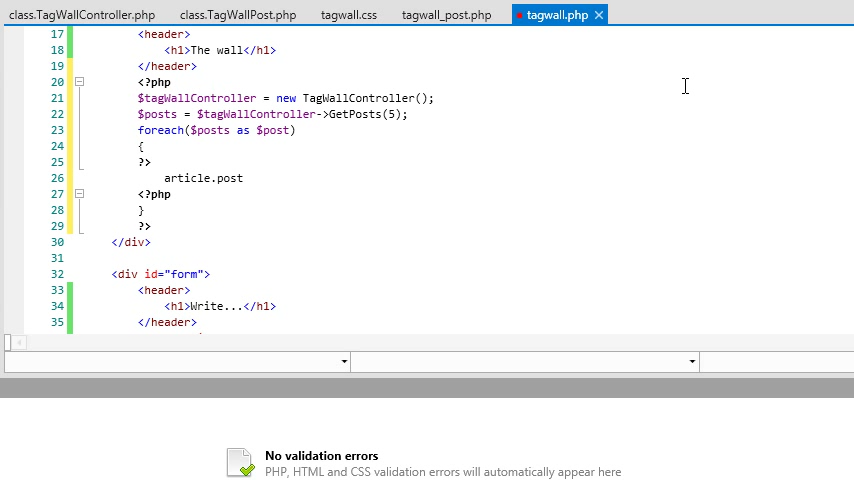 class.TagWallController.php class.TagWallPost.php tagwall.css tagwall_post.php tagwall.php
17 <header>
18 <h1>The wall</h1>
19 </header>
20 <?php
21 $tagWallController = new TagWallController();
22 $posts = $tagWallController->GetPosts(5);
23 foreach($posts as $post)
24 {
25 ?>
26 article.post
27 <?php
28 }
29 ?>
30 </div>
31
32 <div id="form">
33 <header>
34 <h1>Write...</h1>
35 </header>
No validation errors
PHP, HTML and CSS validation errors will automatically appear here